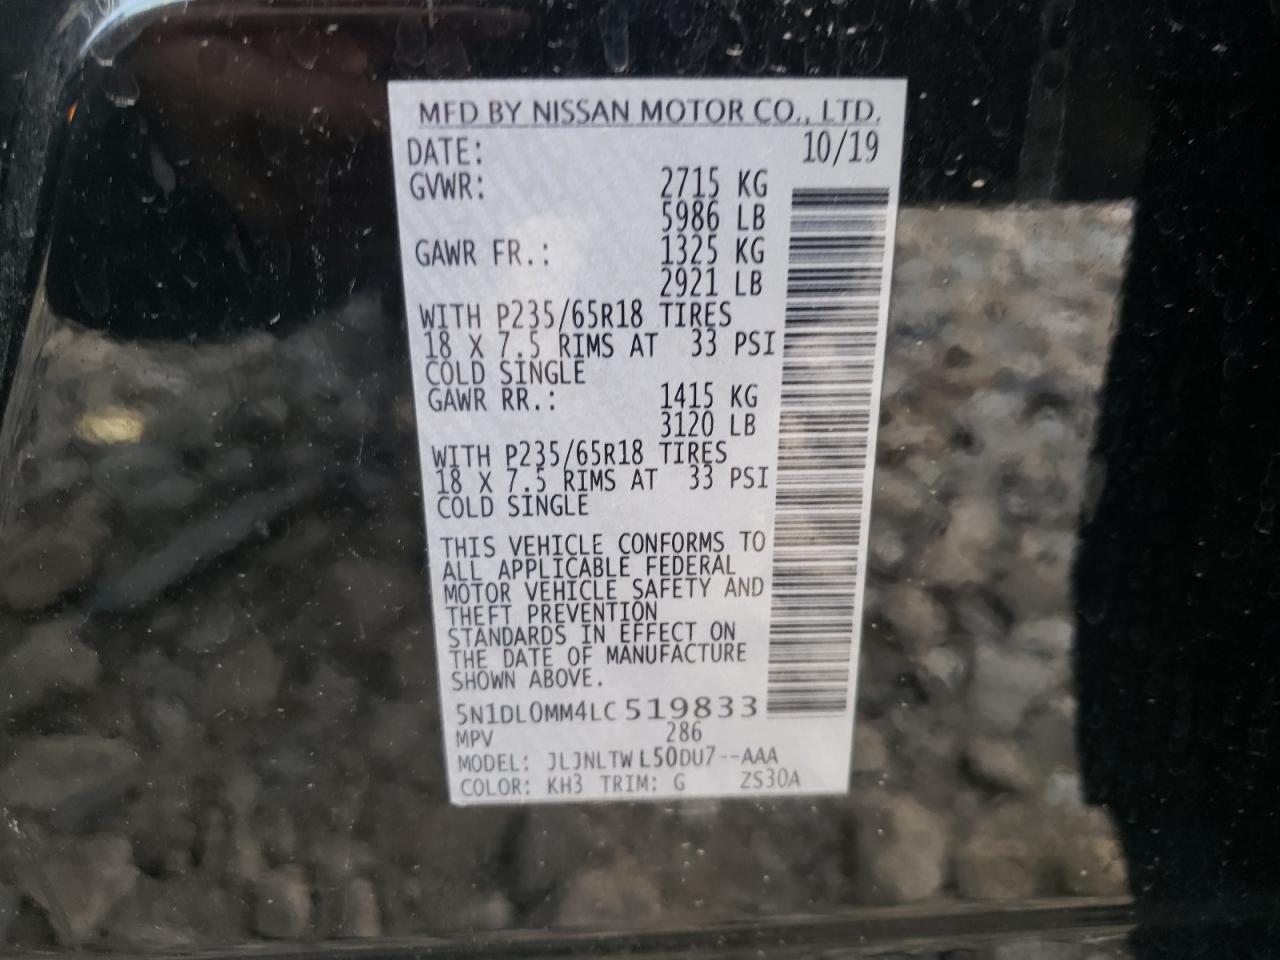 MFD BY NISSAN MOTOR CO., LTD.
DATE: 10/19
GVWR: 2715 KG
5986 LB
GAWR FR.: 1325 KG
2921 LB
WITH P235/65R18 TIRES
18 X 7.5 RIMS AT 33 PSI
COLD SINGLE
GAWR RR.: 1415 KG
3120 LB
WITH P235/65R18 TIRES
18 X 7.5 RIMS AT 33 PSI
COLD SINGLE
THIS VEHICLE CONFORMS TO
ALL APPLICABLE FEDERAL
MOTOR VEHICLE SAFETY AND
THEFT PREVENTION
STANDARDS IN EFFECT ON
THE DATE OF MANUFACTURE
SHOWN ABOVE.
5N1DL0MM4LC519833
MPV 286
MODEL: JLJNLTW L50DU7--AAA
COLOR: KH3 TRIM: G ZS30A